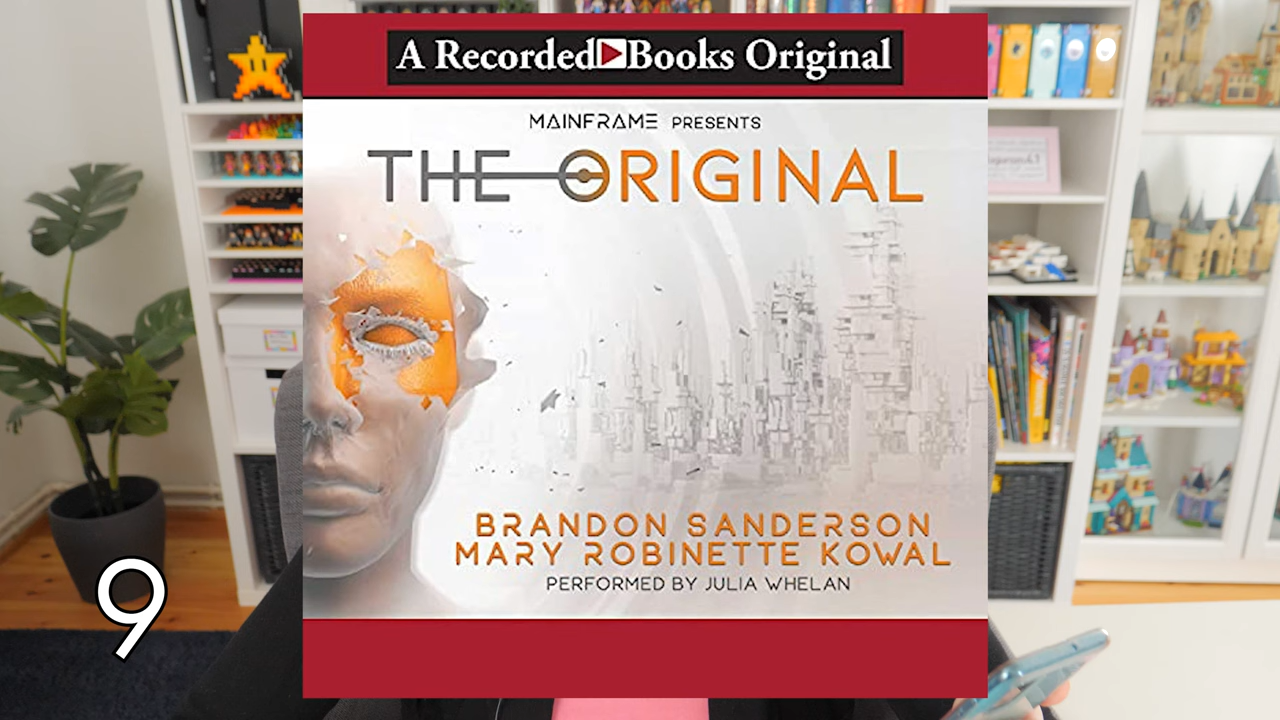 A Recorded Books Original
MAINFRAME PRESENTS
THE ORIGINAL
BRANDON SANDERSON
MARY ROBINETTE KOWAL
PERFORMED BY JULIA WHELAN
9